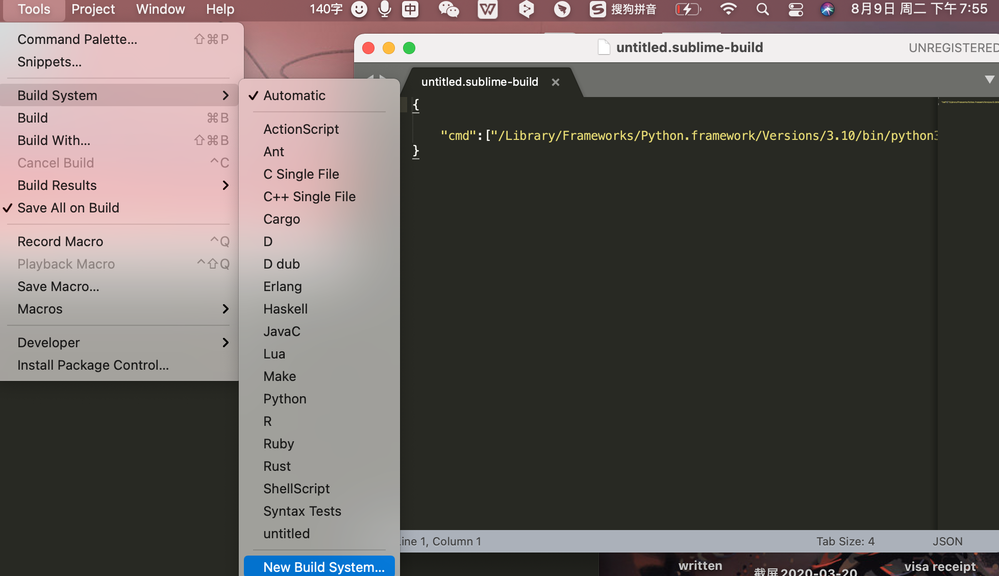 Tools Project Window Help 140字 中 W S 搜狗拼音 8月9日 周二 下午7:55
Command Palette... ⇧⌘P
Snippets...
Build System
Build ⌘B
Build With... ⇧⌘B
Cancel Build ^C
Build Results
✓ Save All on Build
Record Macro ^Q
Playback Macro ^⇧Q
Save Macro...
Macros
Developer
Install Package Control...
✓ Automatic
ActionScript
Ant
C Single File
C++ Single File
Cargo
D
D dub
Erlang
Haskell
JavaC
Lua
Make
Python
R
Ruby
Rust
ShellScript
Syntax Tests
untitled
New Build System...
untitled.sublime-build UNREGISTERED
untitled.sublime-build ×
{
"cmd":["/Library/Frameworks/Python.framework/Versions/3.10/bin/python3
}
ine 1, Column 1 Tab Size: 4 JSON
written
截屏2020-03-20
visa receipt